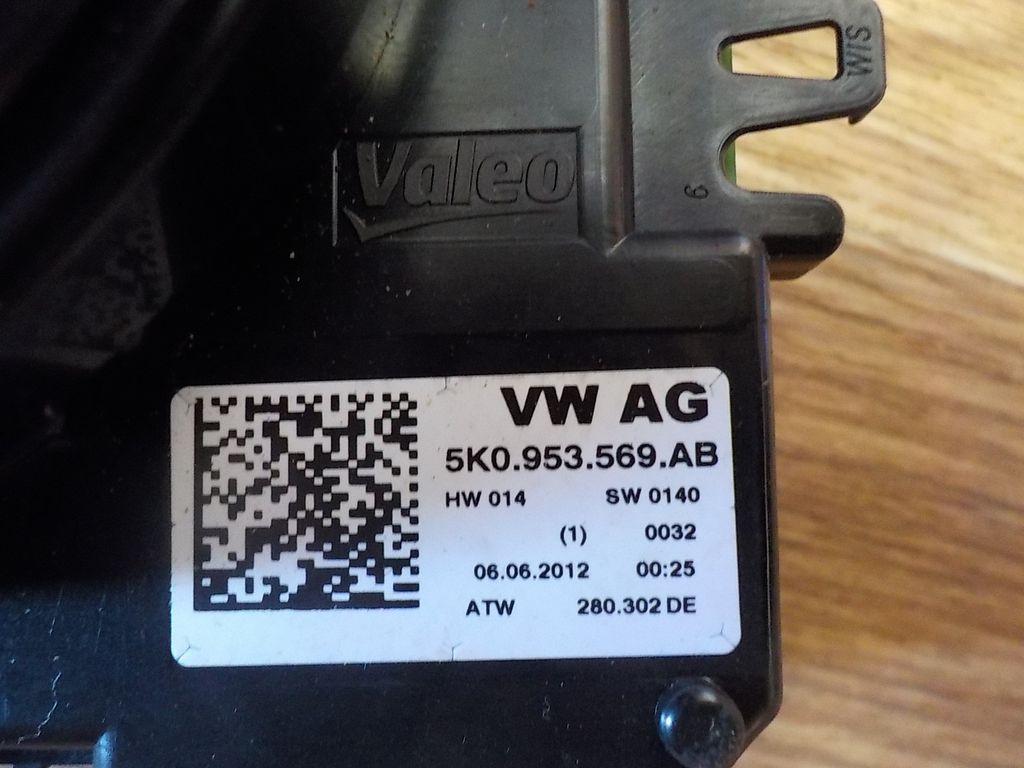 WIS
Valeo
6
VW AG
5K0.953.569.AB
HW 014 SW 0140
(1) 0032
06.06.2012 00:25
ATW 280.302 DE